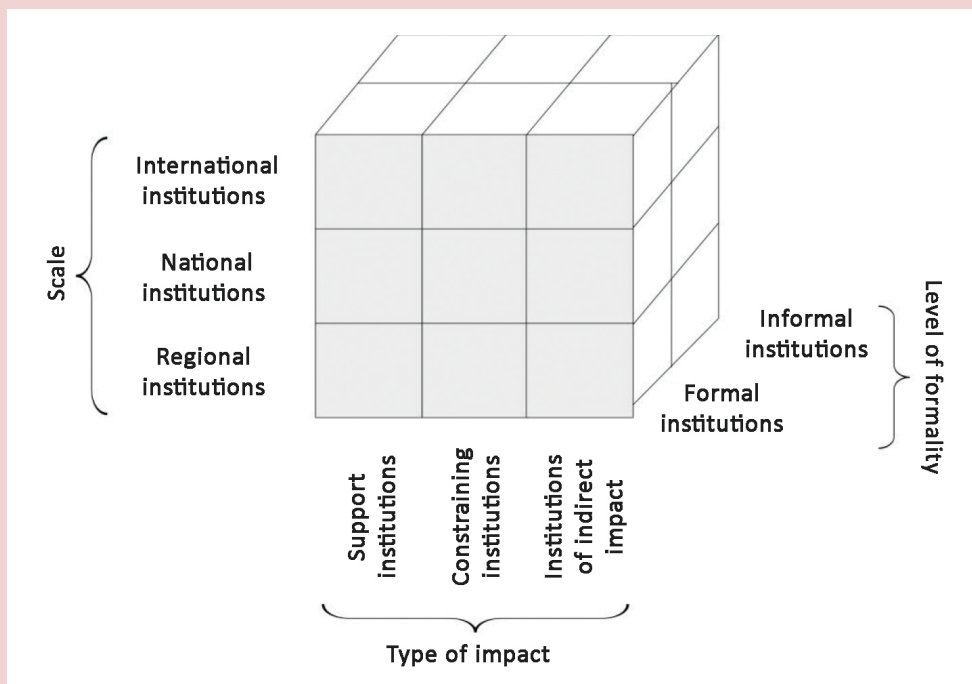 Scale
International
institutions
National
institutions
Regional
institutions
Informal
institutions
Formal
institutions
Level of formality
Support
institutions
Constraining
institutions
Institutions
of indirect
impact
Type of impact